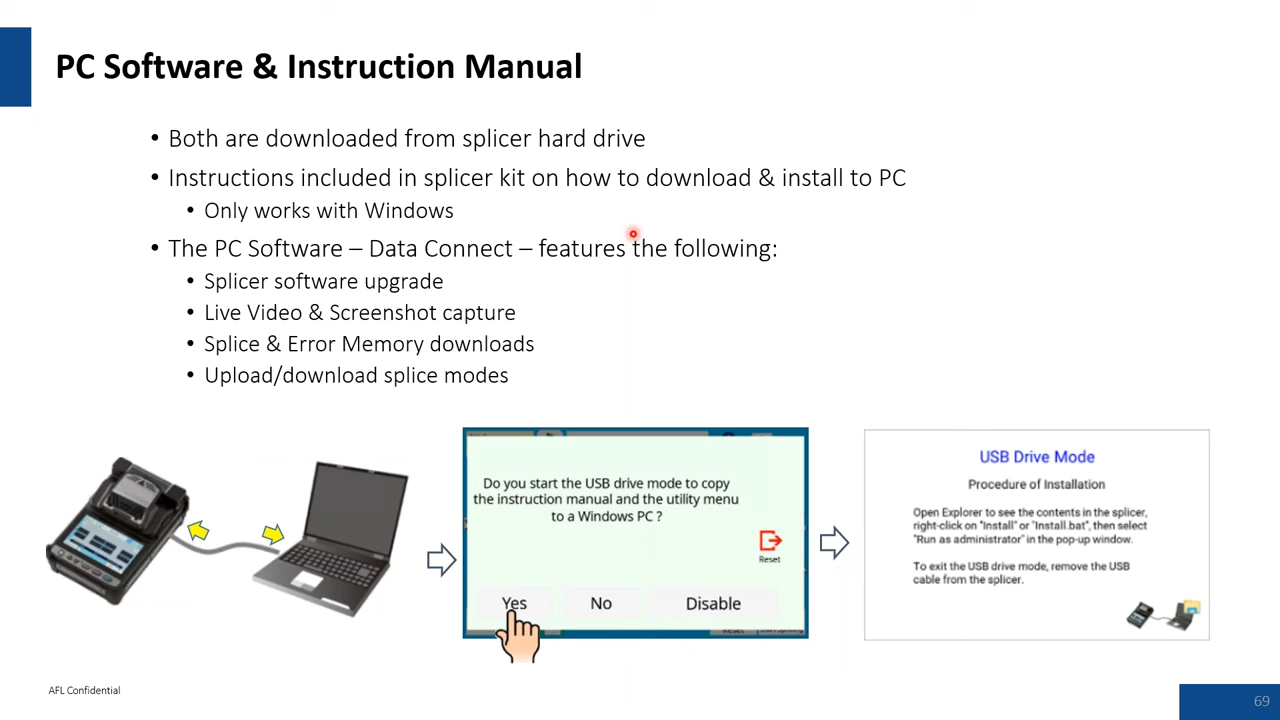 PC Software & Instruction Manual
• Both are downloaded from splicer hard drive
• Instructions included in splicer kit on how to download & install to PC
• Only works with Windows
• The PC Software – Data Connect – features the following:
• Splicer software upgrade
• Live Video & Screenshot capture
• Splice & Error Memory downloads
• Upload/download splice modes
Do you start the USB drive mode to copy
the instruction manual and the utility menu
to a Windows PC ?
Reset
Yes No Disable
USB Drive Mode
Procedure of Installation
Open Explorer to see the contents in the splicer,
right-click on "Install" or "Install.bat", then select
"Run as administrator" in the pop-up window.
To exit the USB drive mode, remove the USB
cable from the splicer.
AFL Confidential
69